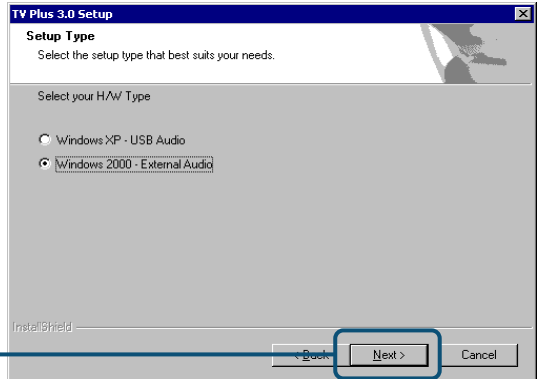 TV Plus 3.0 Setup
Setup Type
Select the setup type that best suits your needs.
Select your H/W Type
Windows XP - USB Audio
Windows 2000 - External Audio
InstallShield
< Back Next > Cancel